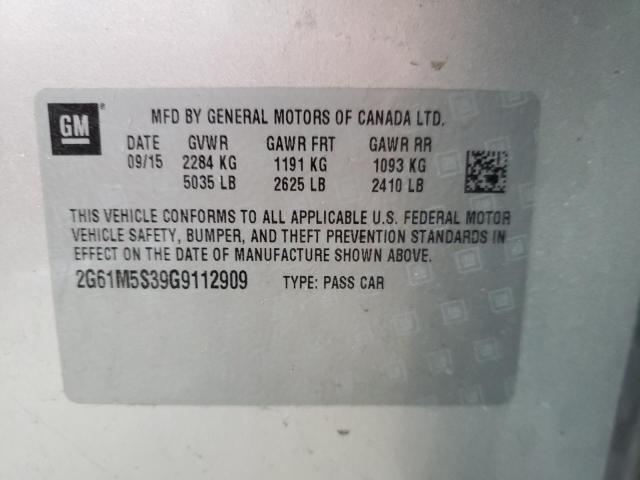 GM
MFD BY GENERAL MOTORS OF CANADA LTD.
DATE GVWR GAWR FRT GAWR RR
09/15 2284 KG 1191 KG 1093 KG
5035 LB 2625 LB 2410 LB
THIS VEHICLE CONFORMS TO ALL APPLICABLE U.S. FEDERAL MOTOR
VEHICLE SAFETY, BUMPER, AND THEFT PREVENTION STANDARDS IN
EFFECT ON THE DATE OF MANUFACTURE SHOWN ABOVE.
2G61M5S39G9112909 TYPE: PASS CAR